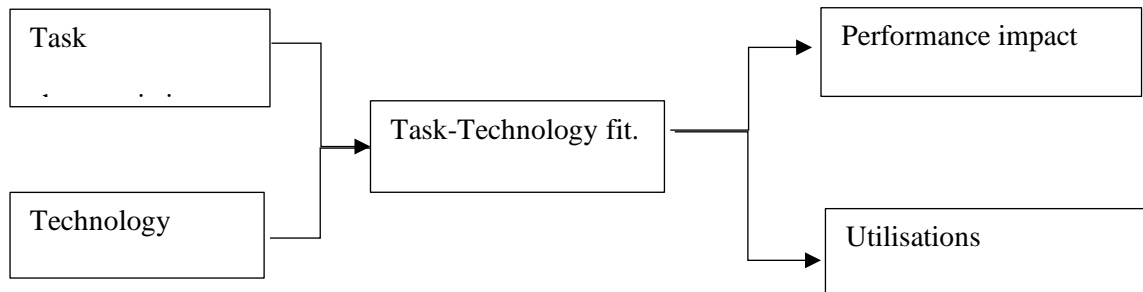 Task
Performance impact
Task-Technology fit.
Technology
Utilisations